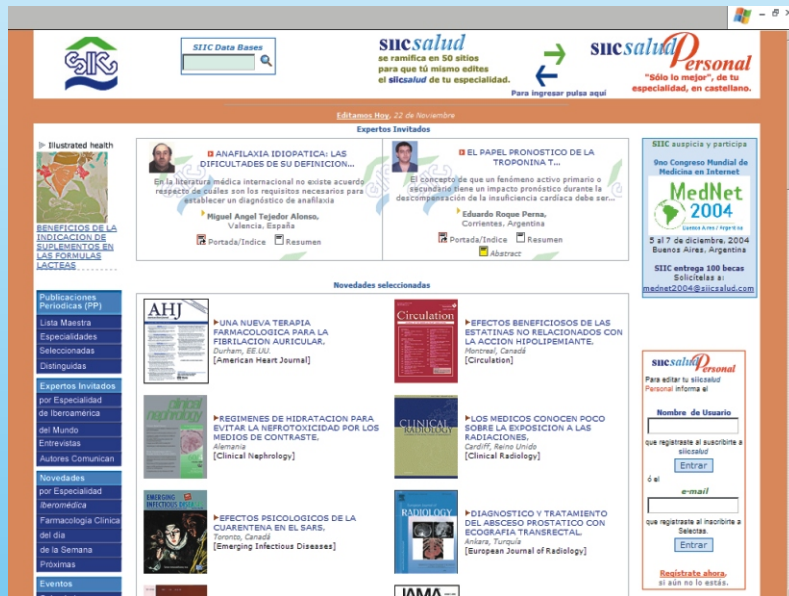 SIIC
SIIC Data Bases
siicsalud
se ramifica en 50 sitios
para que tú mismo edites
el siicsalud de tu especialidad.
Para ingresar pulsa aquí
siicsalud Personal
"Sólo lo mejor", de tu
especialidad, en castellano.
Editamos Hoy, 22 de Noviembre
Expertos Invitados
Illustrated health
BENEFICIOS DE LA
INDICACION DE
SUPLEMENTOS EN
LAS FORMULAS
LACTEAS
ANAFILAXIA IDIOPATICA: LAS
DIFICULTADES DE SU DEFINICION...
En la literatura médica internacional no existe acuerdo
respecto de cuáles son los requisitos necesarios para
establecer un diagnóstico de anafilaxia
Miguel Angel Tejedor Alonso,
Valencia, España
Portada/Indice Resumen
EL PAPEL PRONOSTICO DE LA
TROPONINA T...
El concepto de que un fenómeno activo primario o
secundario tiene un impacto pronóstico durante la
descompensación de la insuficiencia cardíaca debe ser...
Eduardo Roque Perna,
Corrientes, Argentina
Portada/Indice Resumen
Abstract
SIIC auspicia y participa
9no Congreso Mundial de
Medicina en Internet
MedNet
2004
Buenos Aires / Argentina
5 al 7 de diciembre, 2004
Buenos Aires, Argentina
SIIC entrega 100 becas
Solicítelas a:
mednet2004@siicsalud.com
Publicaciones
Periodicas (PP)
Lista Maestra
Especialidades
Seleccionadas
Distinguidas
Expertos Invitados
por Especialidad
de Iberoamérica
del Mundo
Entrevistas
Autores Comunican
Novedades
por Especialidad
Iberomédica
Farmacología Clínica
del día
de la Semana
Próximas
Eventos
Novedades seleccionadas
AHJ
UNA NUEVA TERAPIA
FARMACOLOGICA PARA LA
FIBRILACION AURICULAR,
Durham, EE.UU.
[American Heart Journal]
Circulation
EFECTOS BENEFICIOSOS DE LAS
ESTATINAS NO RELACIONADOS CON
LA ACCION HIPOLIPEMIANTE.
Montreal, Canadá
[Circulation]
clinical
nephrology
REGIMENES DE HIDRATACION PARA
EVITAR LA NEFROTOXICIDAD POR LOS
MEDIOS DE CONTRASTE,
Alemania
[Clinical Nephrology]
CLINICAL
RADIOLOGY
LOS MEDICOS CONOCEN POCO
SOBRE LA EXPOSICION A LAS
RADIACIONES,
Cardiff, Reino Unido
[Clinical Radiology]
EMERGING
INFECTIOUS DISEASES
EFECTOS PSICOLOGICOS DE LA
CUARENTENA EN EL SARS,
Toronto, Canadá
[Emerging Infectious Diseases]
RADIOLOGY
DIAGNOSTICO Y TRATAMIENTO
DEL ABSCESO PROSTATICO CON
ECOGRAFIA TRANSRECTAL.
Ankara, Turquía
[European Journal of Radiology]
JAMA
siicsalud Personal
Para editar tu siicsalud
Personal informa el
Nombre de Usuario
que registraste al suscribirte a
siicsalud
Entrar
ó el
e-mail
que registraste al inscribirte a
Selectas.
Entrar
Regístrate ahora,
si aún no lo estás.